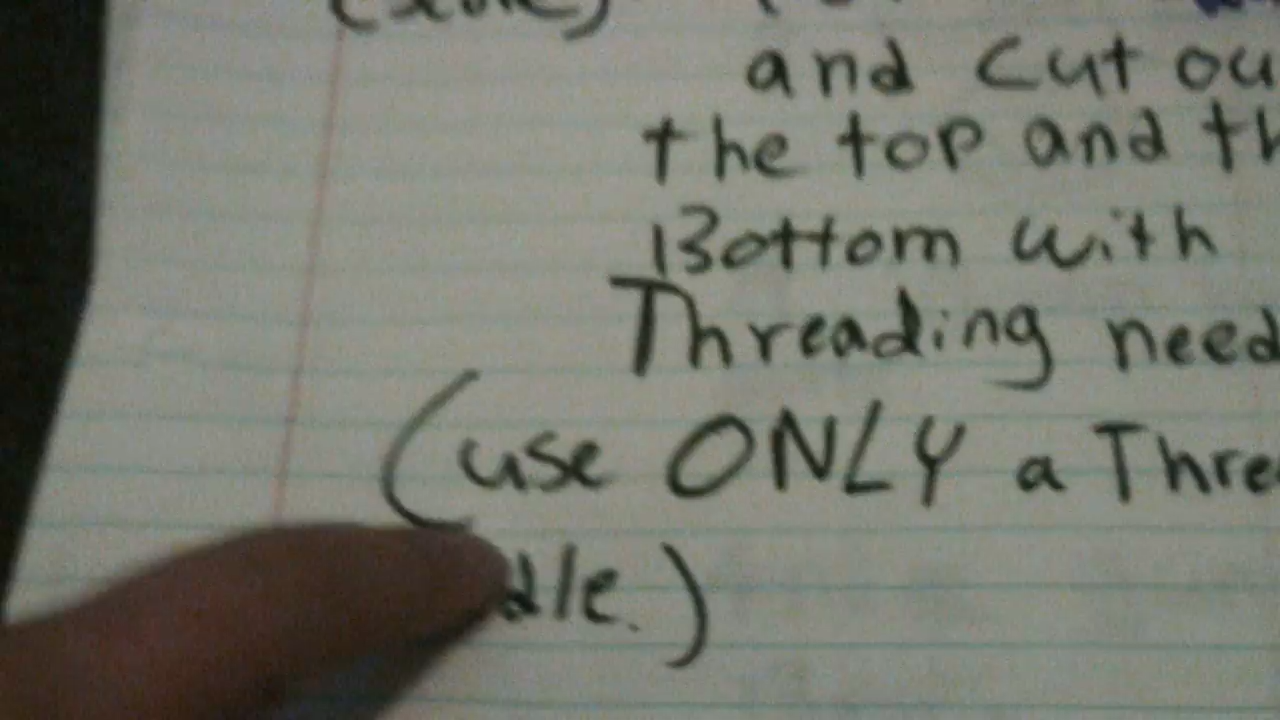 and cut ou
the top and th
Bottom with
Threading need
(use ONLY a Thre
dle.)